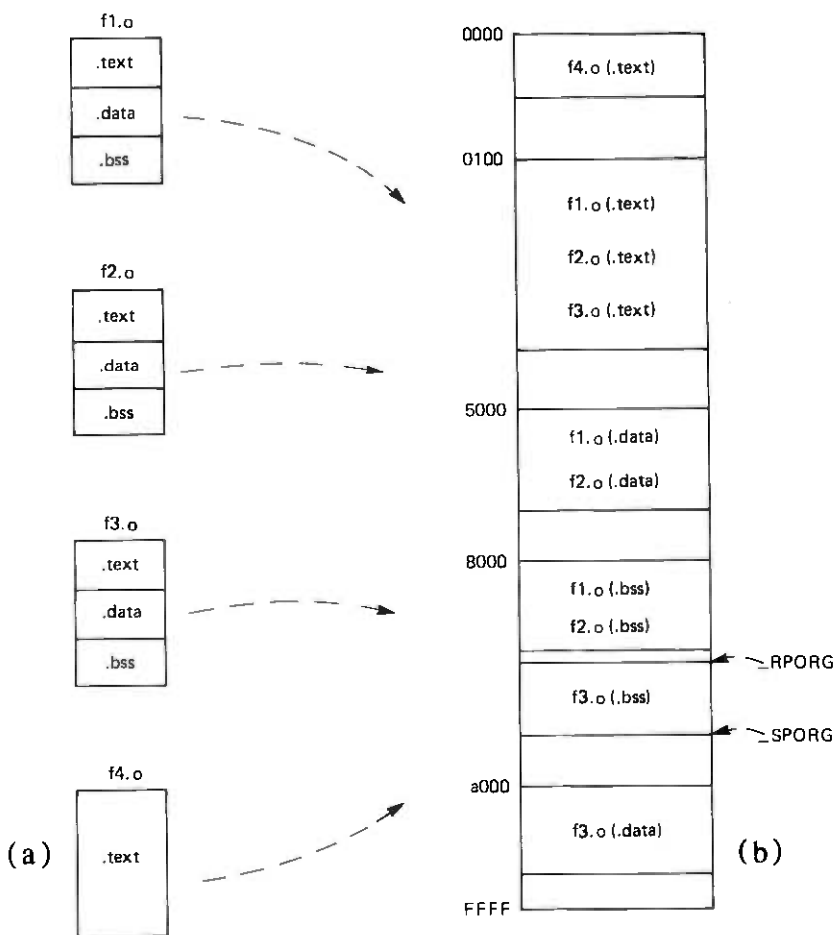 f1.o
.text
.data
.bss
f2.o
.text
.data
.bss
f3.o
.text
.data
.bss
f4.o
.text
(a)
0000
f4.o (.text)
0100
f1.o (.text)
f2.o (.text)
f3.o (.text)
5000
f1.o (.data)
f2.o (.data)
8000
f1.o (.bss)
f2.o (.bss)
_RPORG
f3.o (.bss)
_SPORG
a000
f3.o (.data)
(b)
FFFF